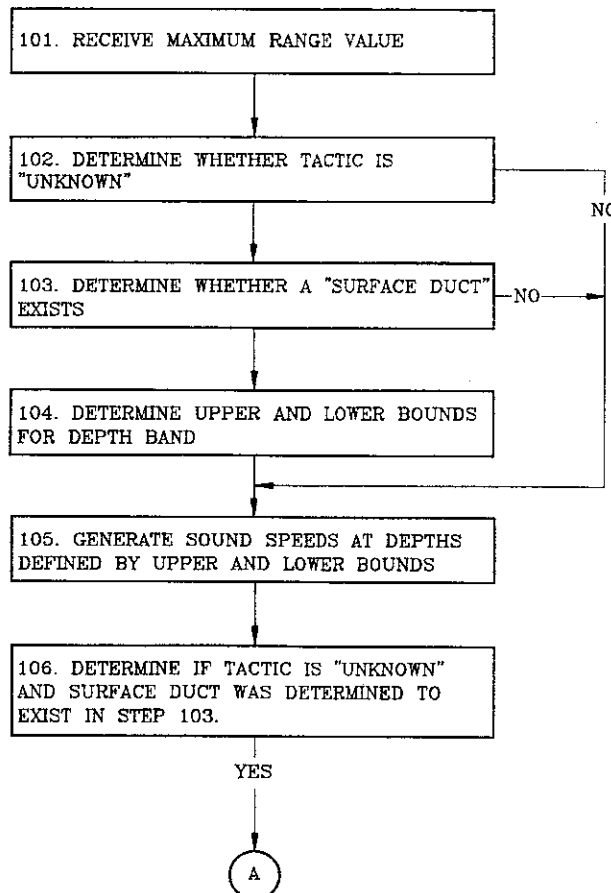 101. RECEIVE MAXIMUM RANGE VALUE
102. DETERMINE WHETHER TACTIC IS
"UNKNOWN"
NO
103. DETERMINE WHETHER A "SURFACE DUCT"
EXISTS
NO
104. DETERMINE UPPER AND LOWER BOUNDS
FOR DEPTH BAND
105. GENERATE SOUND SPEEDS AT DEPTHS
DEFINED BY UPPER AND LOWER BOUNDS
106. DETERMINE IF TACTIC IS "UNKNOWN"
AND SURFACE DUCT WAS DETERMINED TO
EXIST IN STEP 103.
YES
A